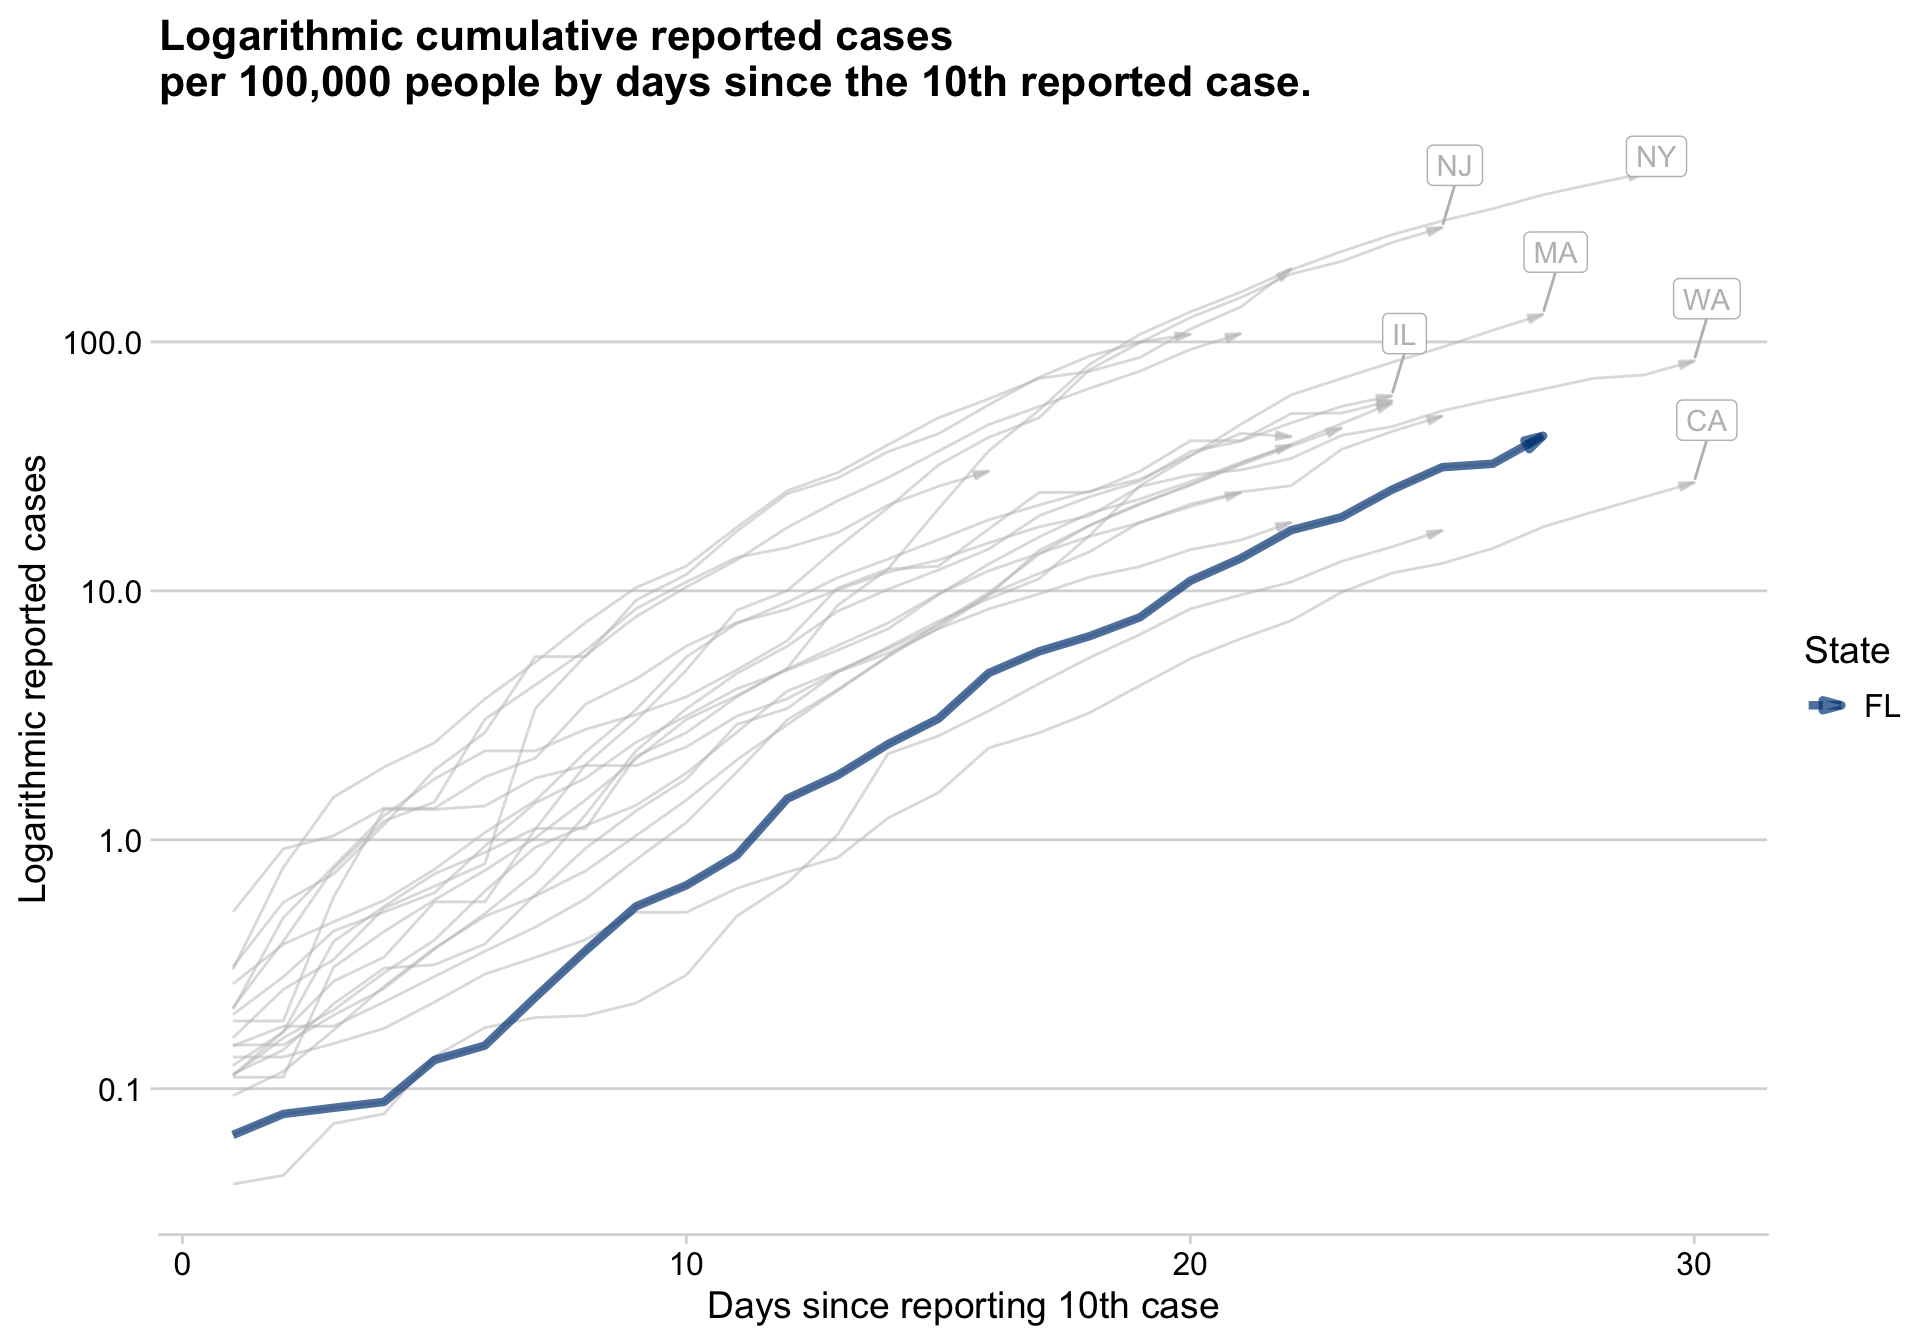 Logarithmic cumulative reported cases
per 100,000 people by days since the 10th reported case.
NJ
NY
MA
WA
IL
CA
100.0
10.0
1.0
0.1
Logarithmic reported cases
State
FL
0
10
20
30
Days since reporting 10th case